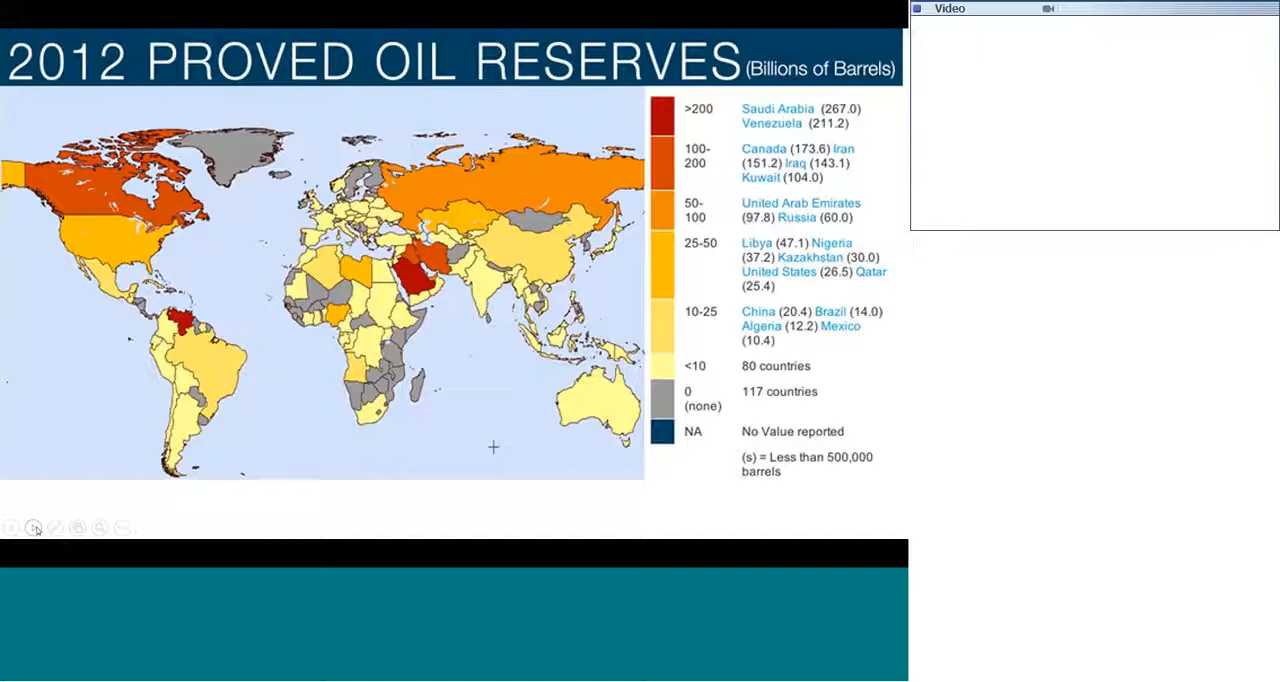 Video
2012 PROVED OIL RESERVES (Billions of Barrels)
>200 Saudi Arabia (267.0)
Venezuela (211.2)
100- Canada (173.6) Iran
200 (151.2) Iraq (143.1)
Kuwait (104.0)
50- United Arab Emirates
100 (97.8) Russia (60.0)
25-50 Libya (47.1) Nigeria
(37.2) Kazakhstan (30.0)
United States (26.5) Qatar
(25.4)
10-25 China (20.4) Brazil (14.0)
Algeria (12.2) Mexico
(10.4)
<10 80 countries
0 117 countries
(none)
NA No Value reported
(s) = Less than 500,000
barrels